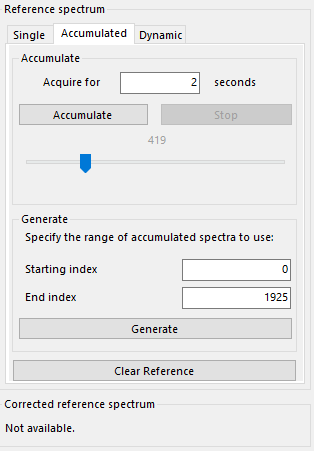 Reference spectrum
Single Accumulated Dynamic
Accumulate
Acquire for 2 seconds
Accumulate Stop
419
Generate
Specify the range of accumulated spectra to use:
Starting index 0
End index 1925
Generate
Clear Reference
Corrected reference spectrum
Not available.